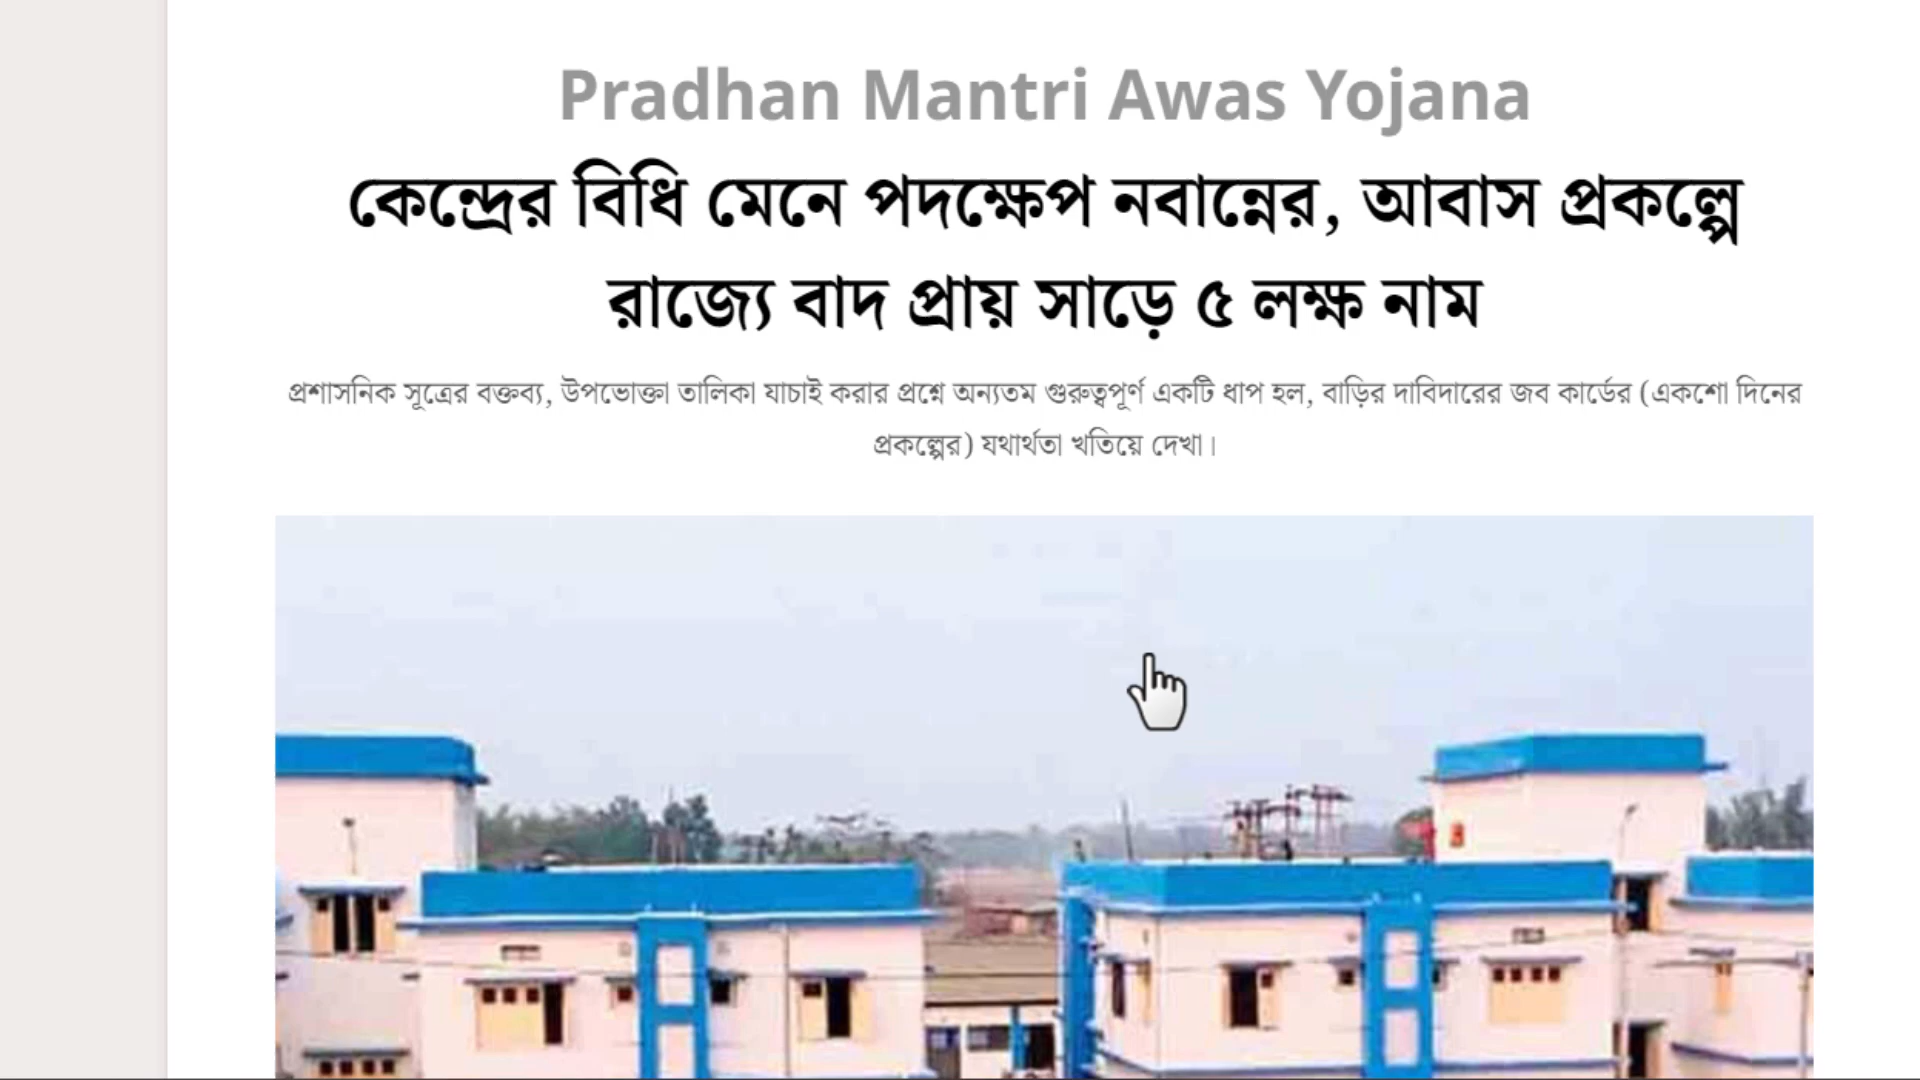 Pradhan Mantri Awas Yojana
কেন্দ্রের বিধি মেনে পদক্ষেপ নবান্নের, আবাস প্রকল্পে
রাজ্যে বাদ প্রায় সাড়ে ৫ লক্ষ নাম
প্রশাসনিক সূত্রের বক্তব্য, উপভোক্তা তালিকা যাচাই করার প্রশ্নে অন্যতম গুরুত্বপূর্ণ একটি ধাপ হল, বাড়ির দাবিদারের জব কার্ডের (একশো দিনের
প্রকল্পের) যথার্থতা খতিয়ে দেখা।